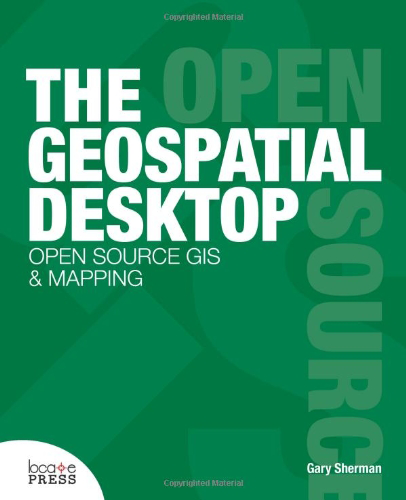 Copyrighted Material
OPEN
THE
GEOSPATIAL
DESKTOP
SOURCE
OPEN SOURCE GIS
& MAPPING
locate
PRESS
Gary Sherman
Copyrighted Material